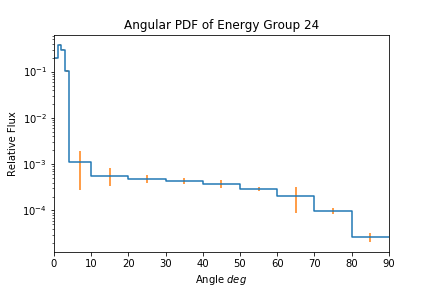 Angular PDF of Energy Group 24
Relative Flux
10⁻¹
10⁻²
10⁻³
10⁻⁴
0 10 20 30 40 50 60 70 80 90
Angle deg